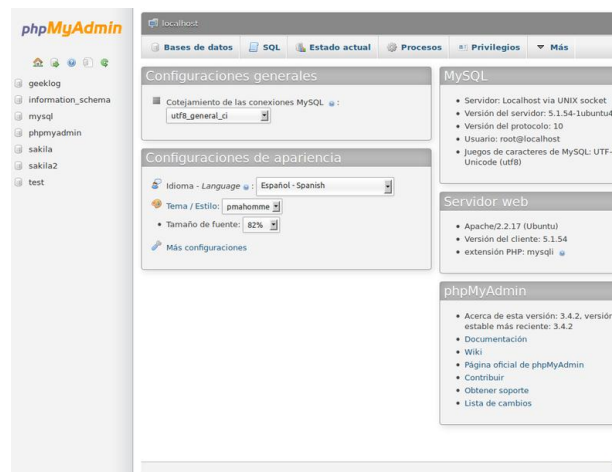 phpMyAdmin
geeklog
information_schema
mysql
phpmyadmin
sakila
sakila2
test
localhost
Bases de datos SQL Estado actual Procesos Privilegios Más
Configuraciones generales
Cotejamiento de las conexiones MySQL :
utf8_general_ci
Configuraciones de apariencia
Idioma - Language : Español - Spanish
Tema / Estilo: pmahomme
Tamaño de fuente: 82%
Más configuraciones
MySQL
Servidor: Localhost via UNIX socket
Versión del servidor: 5.1.54-1ubuntu4
Versión del protocolo: 10
Usuario: root@localhost
Juegos de caracteres de MySQL: UTF-
Unicode (utf8)
Servidor web
Apache/2.2.17 (Ubuntu)
Versión del cliente: 5.1.54
extensión PHP: mysqli
phpMyAdmin
Acerca de esta versión: 3.4.2, versión
estable más reciente: 3.4.2
Documentación
Wiki
Página oficial de phpMyAdmin
Contribuir
Obtener soporte
Lista de cambios